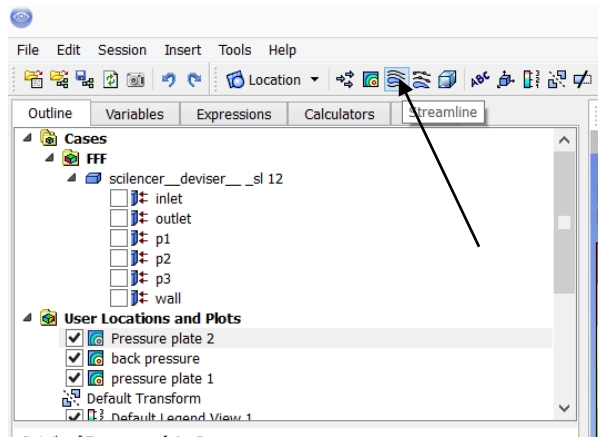 File Edit Session Insert Tools Help
Location ABC
Outline Variables Expressions Calculators Streamline
Cases
FFF
scilencer__deviser__ _sl 12
inlet
outlet
p1
p2
p3
wall
User Locations and Plots
Pressure plate 2
back pressure
pressure plate 1
Default Transform
Default Legend View 1